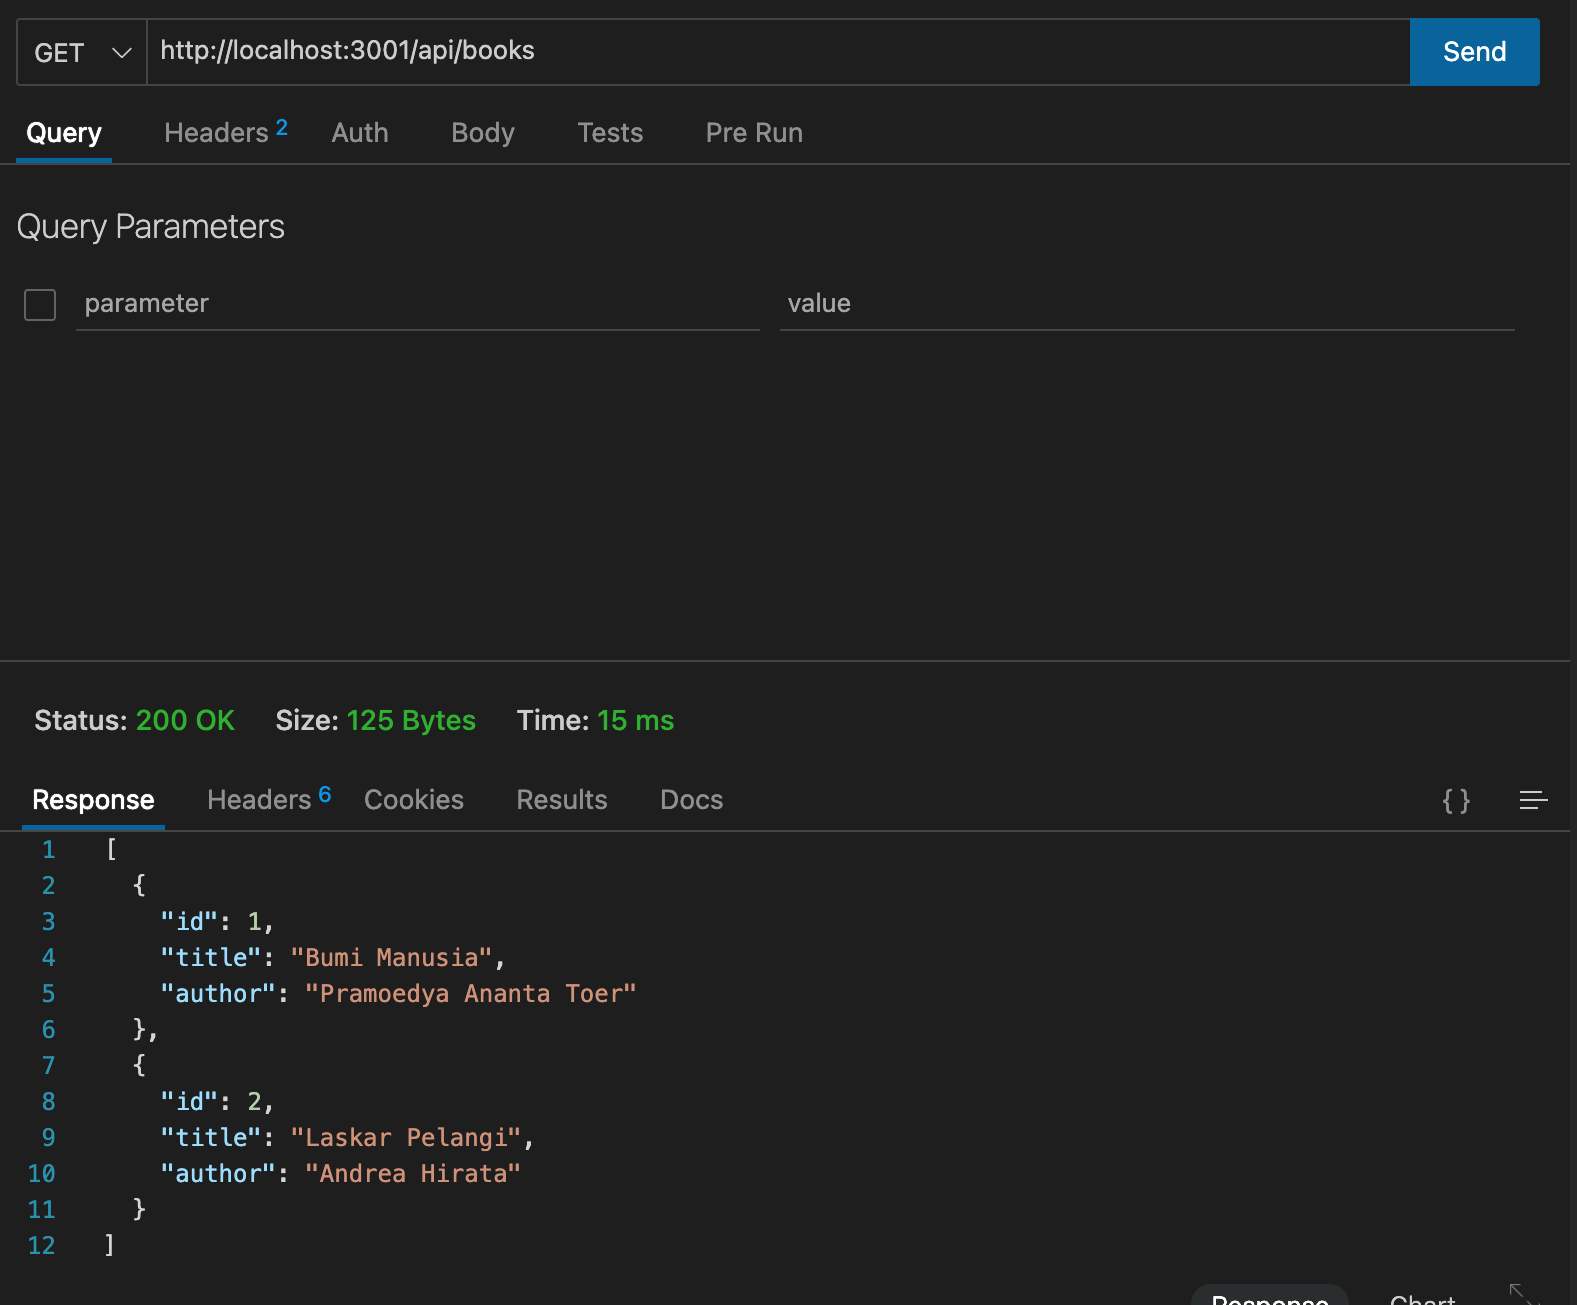 GET http://localhost:3001/api/books Send
Query Headers 2 Auth Body Tests Pre Run
Query Parameters
parameter value
Status: 200 OK Size: 125 Bytes Time: 15 ms
Response Headers 6 Cookies Results Docs { }
1 [
2 {
3 "id": 1,
4 "title": "Bumi Manusia",
5 "author": "Pramoedya Ananta Toer"
6 },
7 {
8 "id": 2,
9 "title": "Laskar Pelangi",
10 "author": "Andrea Hirata"
11 }
12 ]
Response Chart